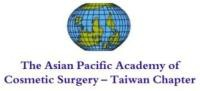 The Asian Pacific Academy of
Cosmetic Surgery – Taiwan Chapter